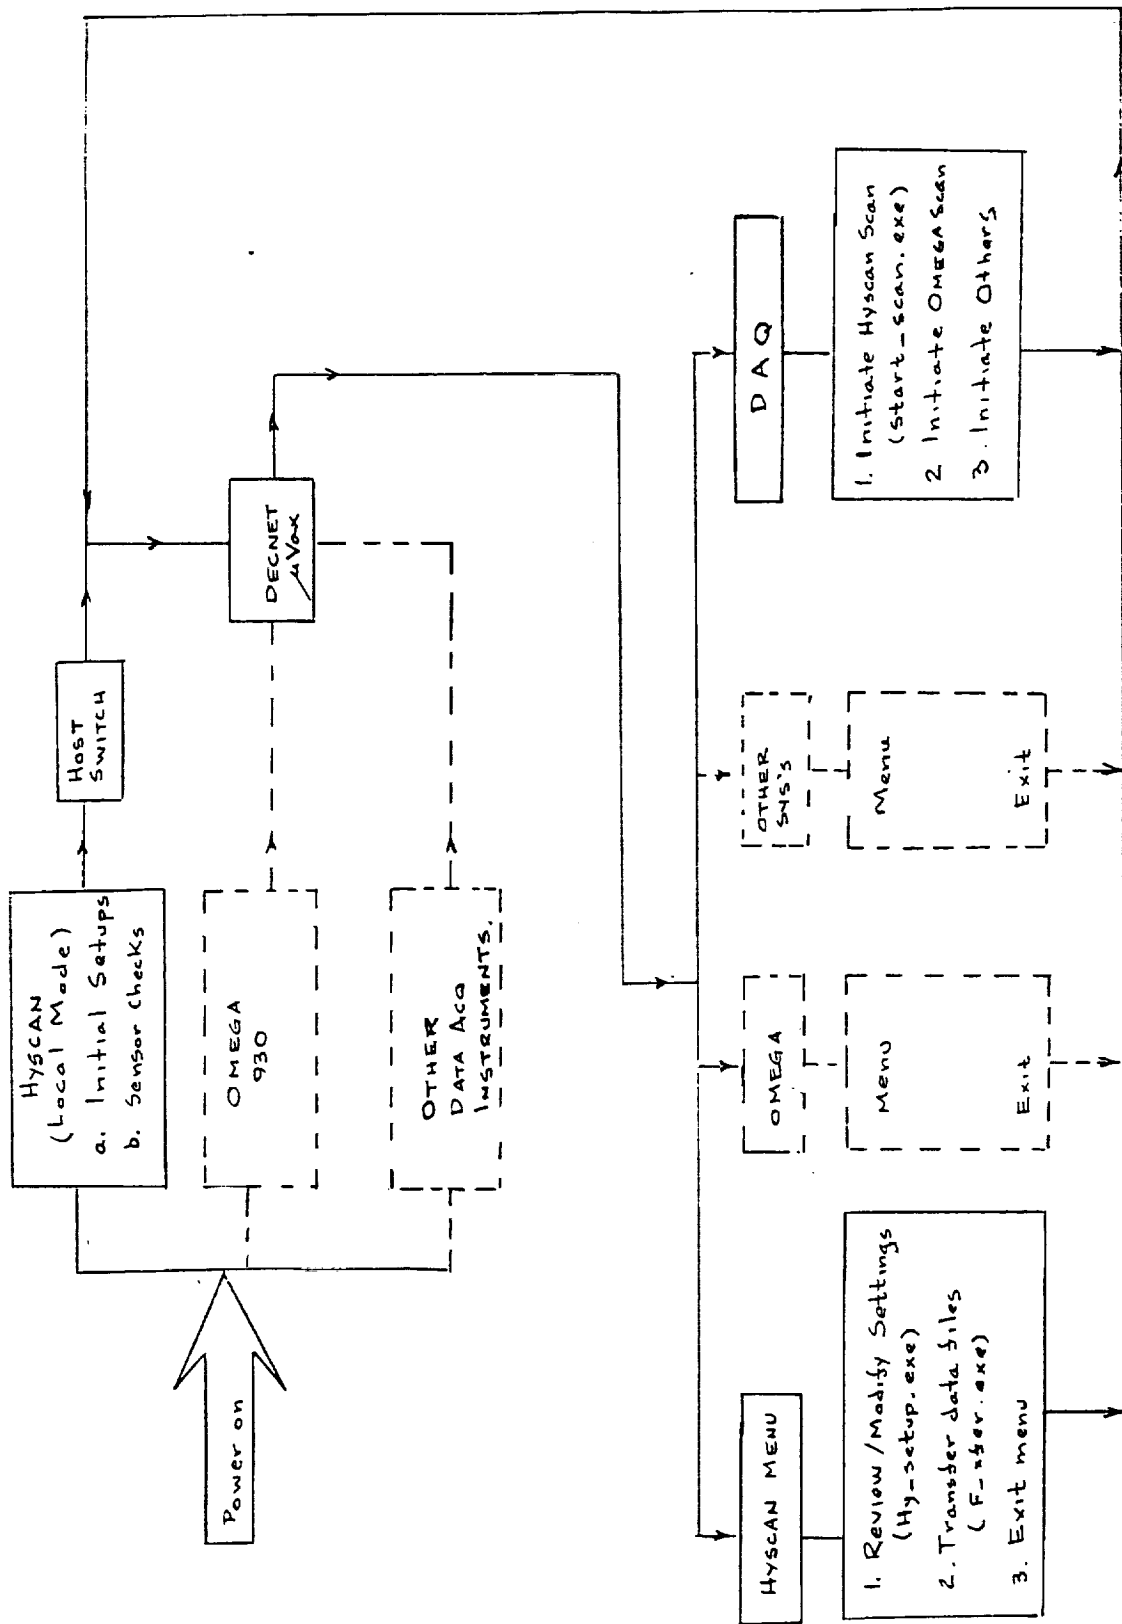 Power on
HYSCAN
(Local Mode)
a. Initial Setups
b. Sensor Checks
HOST
SWITCH
OMEGA
930
OTHER
DATA ACQ
INSTRUMENTS.
DECNET
μVax
HYSCAN MENU
1. Review/Modify Settings
(Hy_setup.exe)
2. Transfer data files
(F_xfer.exe)
3. Exit menu
OMEGA
Menu
Exit
OTHER
SYS'S
Menu
Exit
DAQ
1. Initiate Hyscan Scan
(start_scan.exe)
2 Initiate OMEGA Scan
3. Initiate Others